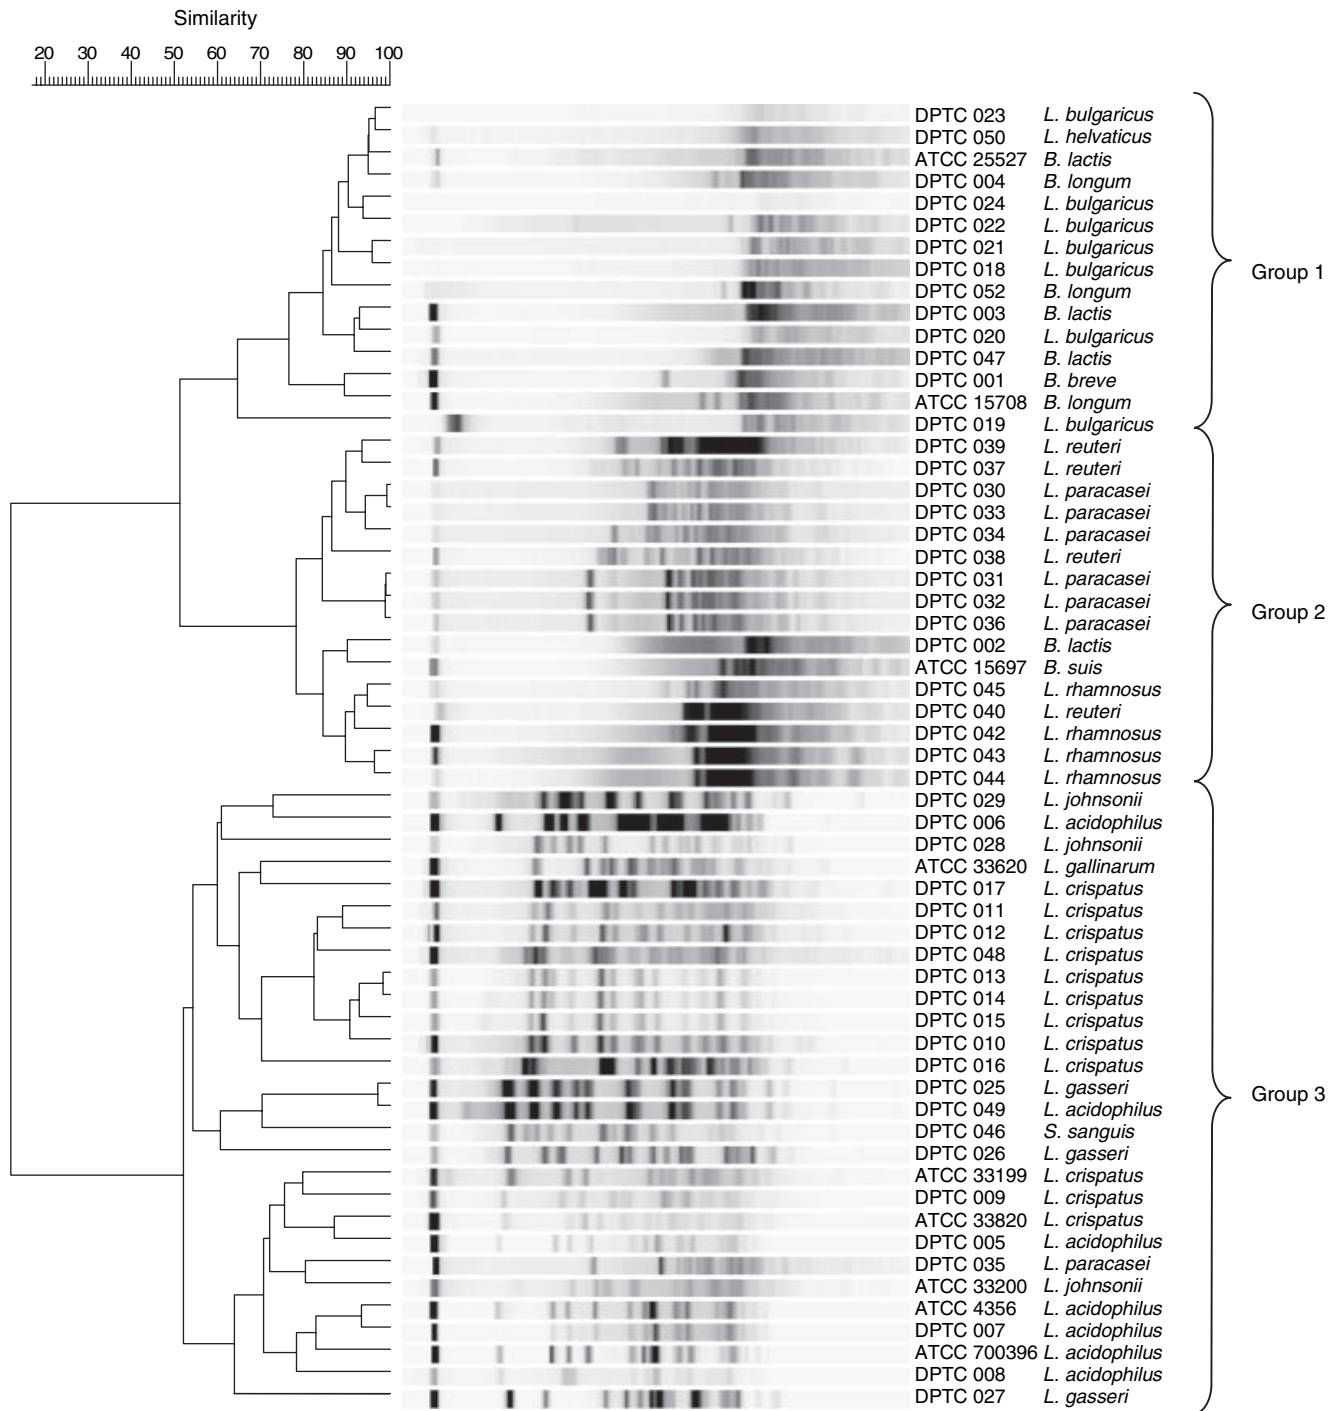 Similarity
20 30 40 50 60 70 80 90 100
DPTC 023 L. bulgaricus
DPTC 050 L. helvaticus
ATCC 25527 B. lactis
DPTC 004 B. longum
DPTC 024 L. bulgaricus
DPTC 022 L. bulgaricus
DPTC 021 L. bulgaricus
DPTC 018 L. bulgaricus
Group 1
DPTC 052 B. longum
DPTC 003 B. lactis
DPTC 020 L. bulgaricus
DPTC 047 B. lactis
DPTC 001 B. breve
ATCC 15708 B. longum
DPTC 019 L. bulgaricus
DPTC 039 L. reuteri
DPTC 037 L. reuteri
DPTC 030 L. paracasei
DPTC 033 L. paracasei
DPTC 034 L. paracasei
DPTC 038 L. reuteri
DPTC 031 L. paracasei
DPTC 032 L. paracasei
Group 2
DPTC 036 L. paracasei
DPTC 002 B. lactis
ATCC 15697 B. suis
DPTC 045 L. rhamnosus
DPTC 040 L. reuteri
DPTC 042 L. rhamnosus
DPTC 043 L. rhamnosus
DPTC 044 L. rhamnosus
DPTC 029 L. johnsonii
DPTC 006 L. acidophilus
DPTC 028 L. johnsonii
ATCC 33620 L. gallinarum
DPTC 017 L. crispatus
DPTC 011 L. crispatus
DPTC 012 L. crispatus
DPTC 048 L. crispatus
DPTC 013 L. crispatus
DPTC 014 L. crispatus
DPTC 015 L. crispatus
DPTC 010 L. crispatus
DPTC 016 L. crispatus
DPTC 025 L. gasseri
Group 3
DPTC 049 L. acidophilus
DPTC 046 S. sanguis
DPTC 026 L. gasseri
ATCC 33199 L. crispatus
DPTC 009 L. crispatus
ATCC 33820 L. crispatus
DPTC 005 L. acidophilus
DPTC 035 L. paracasei
ATCC 33200 L. johnsonii
ATCC 4356 L. acidophilus
DPTC 007 L. acidophilus
ATCC 700396 L. acidophilus
DPTC 008 L. acidophilus
DPTC 027 L. gasseri